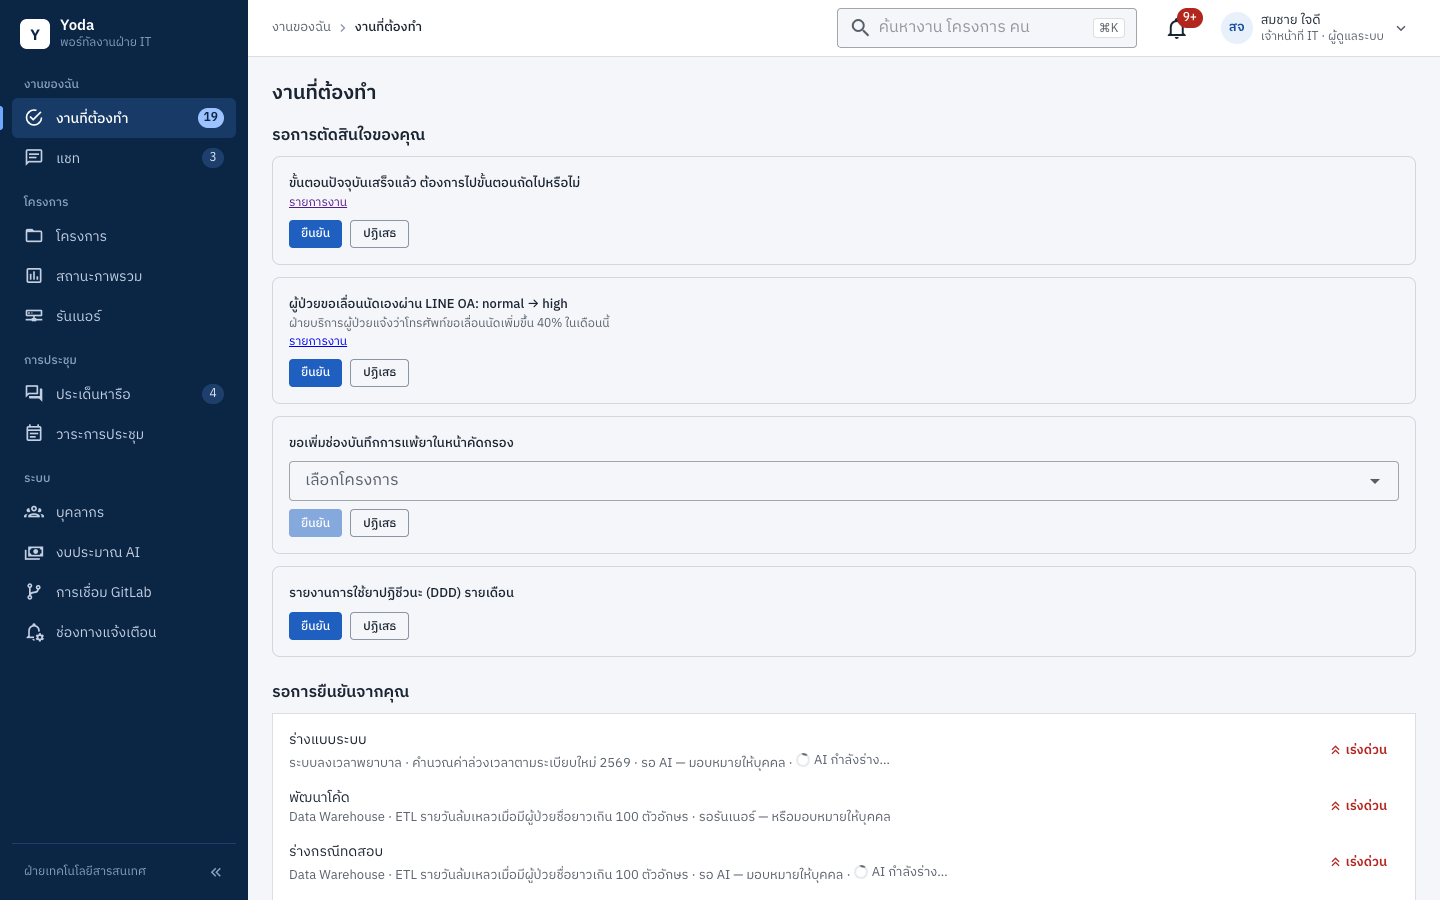 Y
Yoda
พอร์ทัลงานฝ่าย IT
งานของฉัน
งานที่ต้องทำ 19
แชท 3
โครงการ
โครงการ
สถานะภาพรวม
รันเนอร์
การประชุม
ประเด็นหารือ 4
วาระการประชุม
ระบบ
บุคลากร
งบประมาณ AI
การเชื่อม GitLab
ช่องทางแจ้งเตือน
ฝ่ายเทคโนโลยีสารสนเทศ
งานของฉัน งานที่ต้องทำ
ค้นหางาน โครงการ คน ⌘K
9+
สจ
สมชาย ใจดี
เจ้าหน้าที่ IT · ผู้ดูแลระบบ
งานที่ต้องทำ
รอการตัดสินใจของคุณ
ขั้นตอนปัจจุบันเสร็จแล้ว ต้องการไปขั้นตอนถัดไปหรือไม่
รายการงาน
ยืนยัน ปฏิเสธ
ผู้ป่วยขอเลื่อนนัดเองผ่าน LINE OA: normal → high
ฝ่ายบริการผู้ป่วยแจ้งว่าโทรศัพท์ขอเลื่อนนัดเพิ่มขึ้น 40% ในเดือนนี้
รายการงาน
ยืนยัน ปฏิเสธ
ขอเพิ่มช่องบันทึกการแพ้ยาในหน้าคัดกรอง
เลือกโครงการ
ยืนยัน ปฏิเสธ
รายงานการใช้ยาปฏิชีวนะ (DDD) รายเดือน
ยืนยัน ปฏิเสธ
รอการยืนยันจากคุณ
ร่างแบบระบบ
ระบบลงเวลาพยาบาล · คำนวณค่าล่วงเวลาตามระเบียบใหม่ 2569 · รอ AI — มอบหมายให้บุคคล · AI กำลังร่าง…
เร่งด่วน
พัฒนาโค้ด
Data Warehouse · ETL รายวันล้มเหลวเมื่อมีผู้ป่วยชื่อยาวเกิน 100 ตัวอักษร · รอรันเนอร์ — หรือมอบหมายให้บุคคล
เร่งด่วน
ร่างกรณีทดสอบ
Data Warehouse · ETL รายวันล้มเหลวเมื่อมีผู้ป่วยชื่อยาวเกิน 100 ตัวอักษร · รอ AI — มอบหมายให้บุคคล · AI กำลังร่าง…
เร่งด่วน